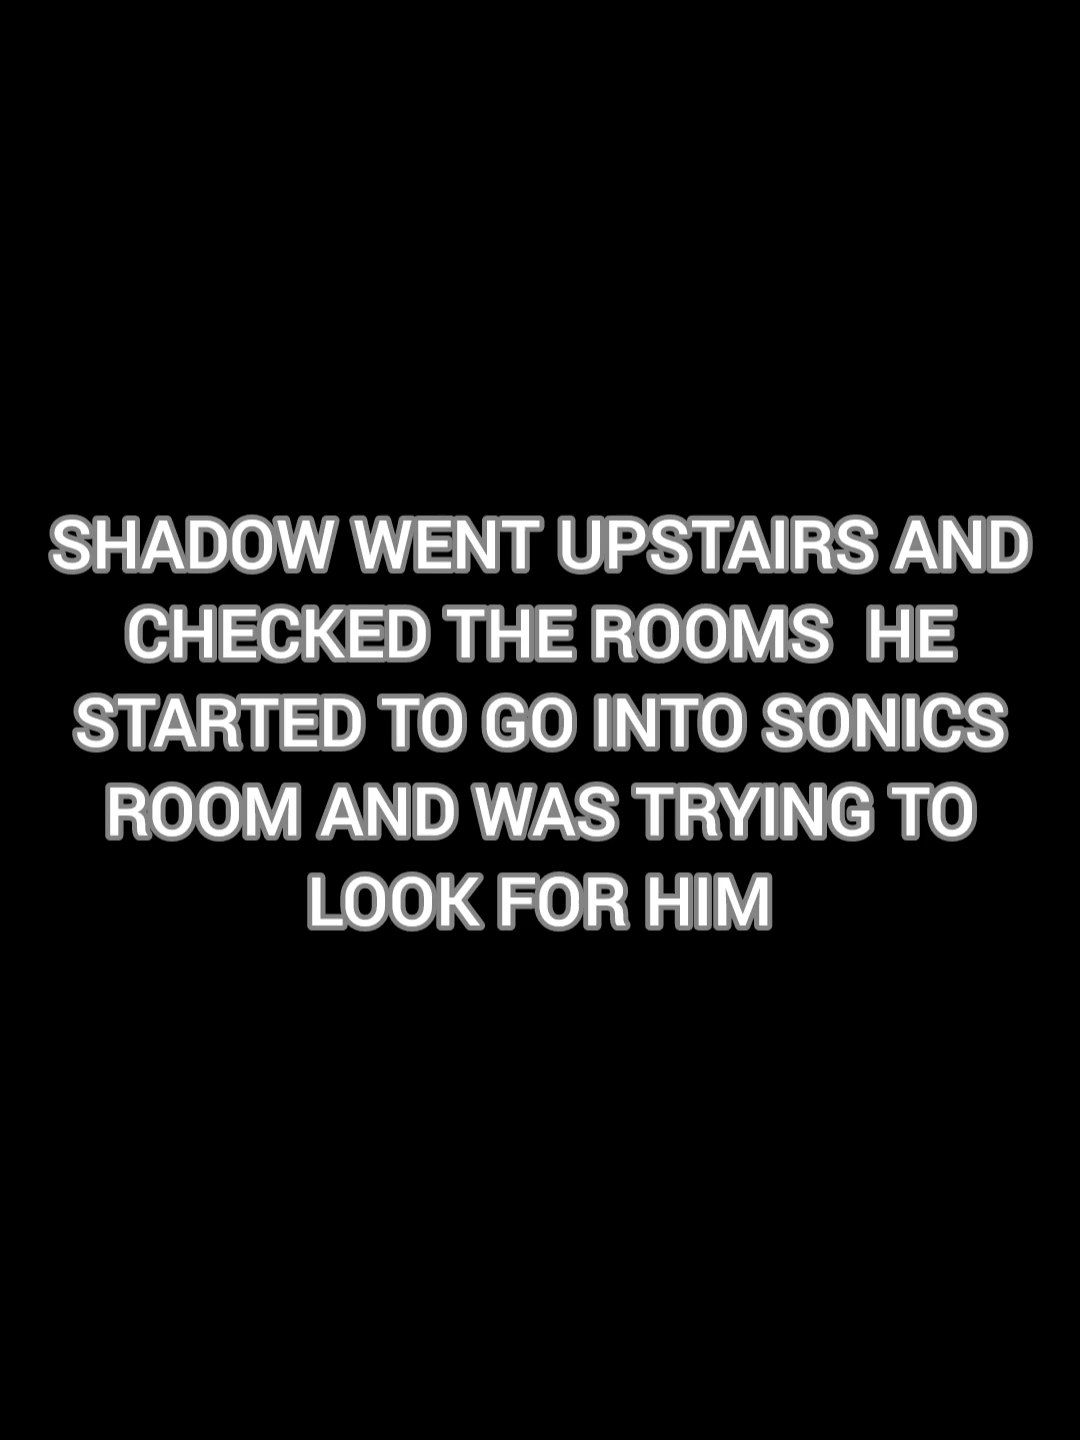 SHADOW WENT UPSTAIRS AND
CHECKED THE ROOMS  HE
STARTED TO GO INTO SONICS
ROOM AND WAS TRYING TO
LOOK FOR HIM